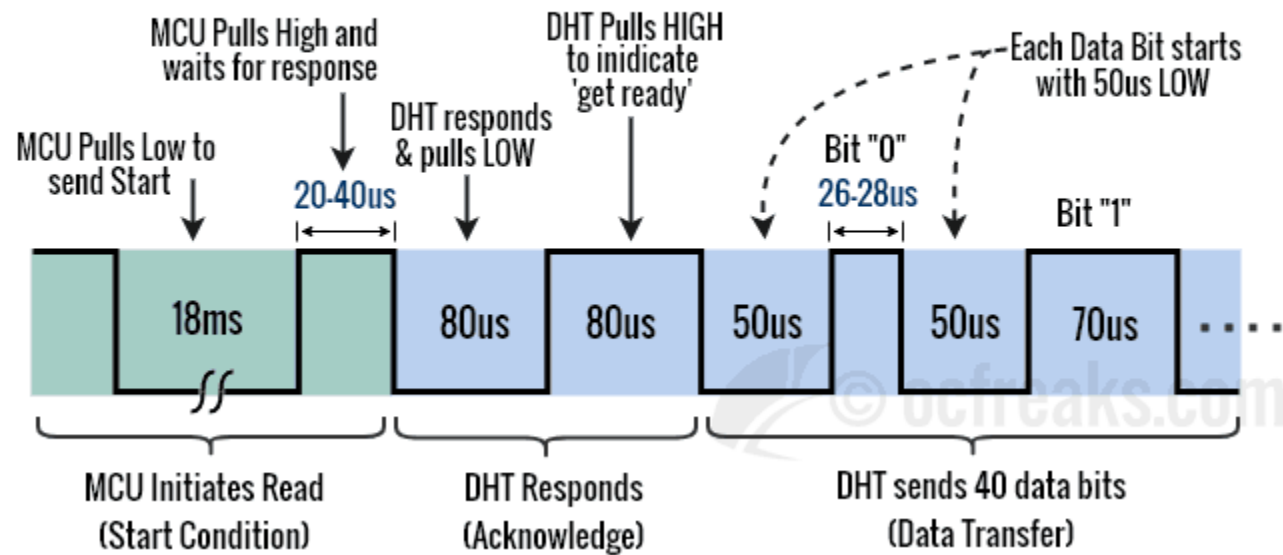 MCU Pulls Low to
send Start
MCU Pulls High and
waits for response
20-40us
DHT responds
& pulls LOW
DHT Pulls HIGH
to inidicate
'get ready'
Bit "0"
26-28us
Each Data Bit starts
with 50us LOW
Bit "1"
18ms
80us
80us
50us
50us
70us
© ocfreaks.com
MCU Initiates Read
(Start Condition)
DHT Responds
(Acknowledge)
DHT sends 40 data bits
(Data Transfer)